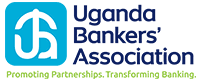 Uganda
Bankers'
Association
Promoting Partnerships. Transforming Banking.